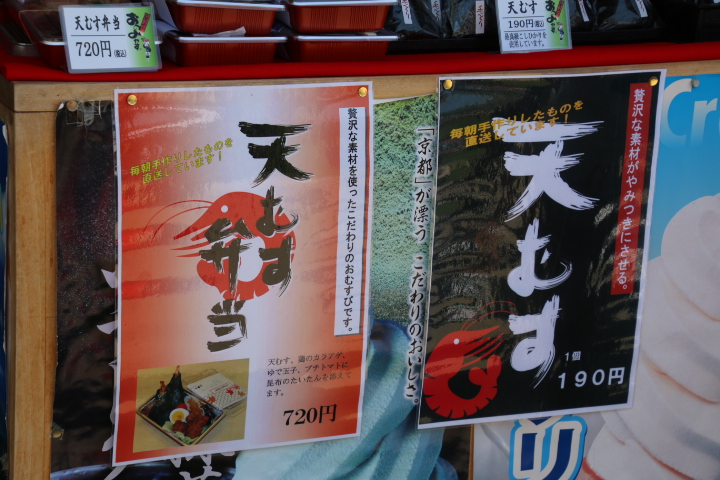 天むす弁当
720円(税込)
天むす
190円(税込)
贅沢な素材を使ったこだわりのおむすびです。
毎朝手作りしたものを
直送しています!
天むす
弁当
天むす、鶏のカラアゲ、
ゆで玉子、プチトマトに
昆布のたいたんを添えて
ます。
720円
「京都」が漂う こだわりのおいしさ。
贅沢な素材がやみつきにさせる。
毎朝手作りしたものを
直送しています!
天むす
1個
190円
Cr